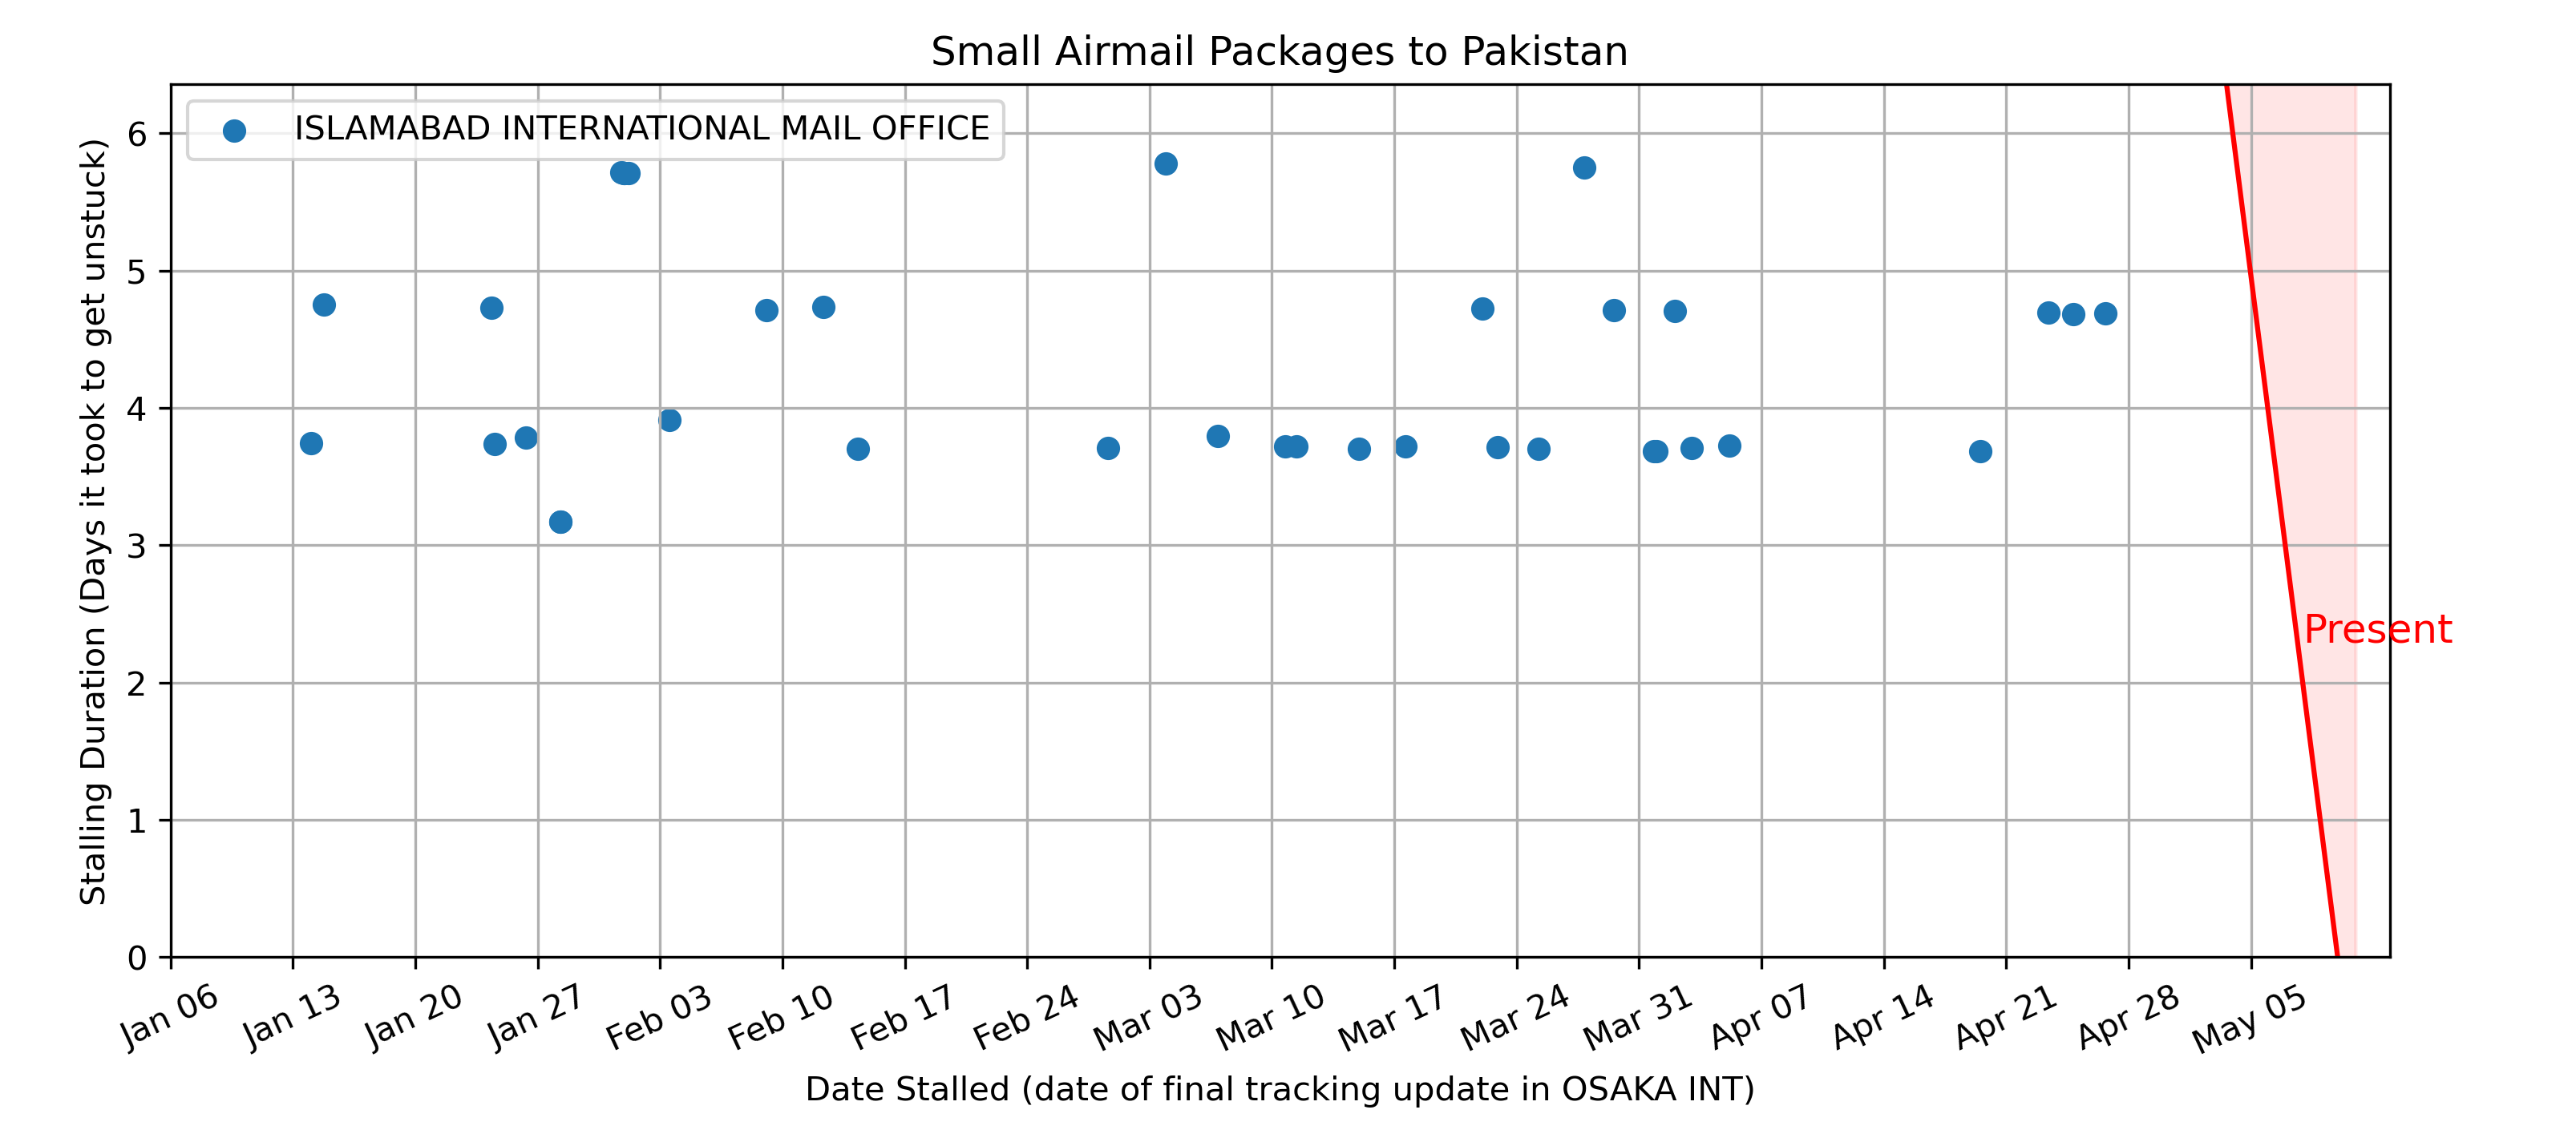 Small Airmail Packages to Pakistan
ISLAMABAD INTERNATIONAL MAIL OFFICE
Stalling Duration (Days it took to get unstuck)
6
5
4
3
2
1
0
Present
Jan 06 Jan 13 Jan 20 Jan 27 Feb 03 Feb 10 Feb 17 Feb 24 Mar 03 Mar 10 Mar 17 Mar 24 Mar 31 Apr 07 Apr 14 Apr 21 Apr 28 May 05
Date Stalled (date of final tracking update in OSAKA INT)